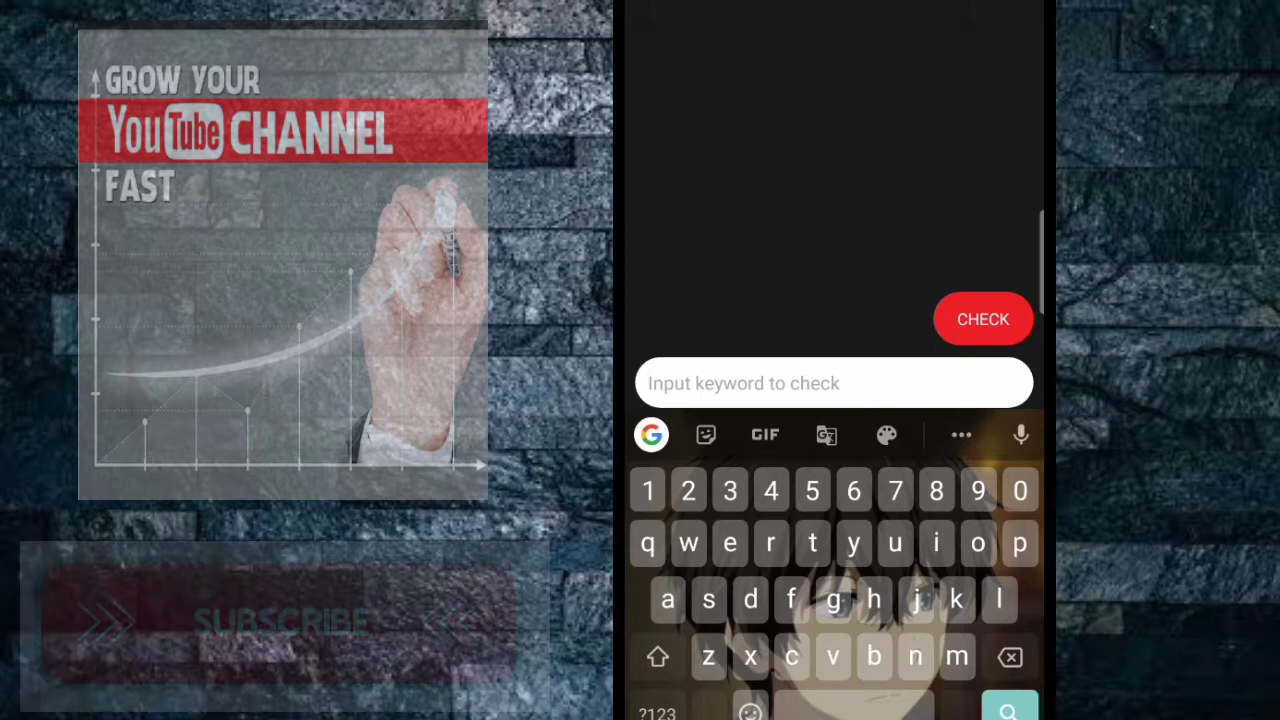 GROW YOUR
YouTube CHANNEL
FAST
SUBSCRIBE
CHECK
Input keyword to check
GIF
1 2 3 4 5 6 7 8 9 0
q w e r t y u i o p
a s d f g h j k l
z x c v b n m
?123